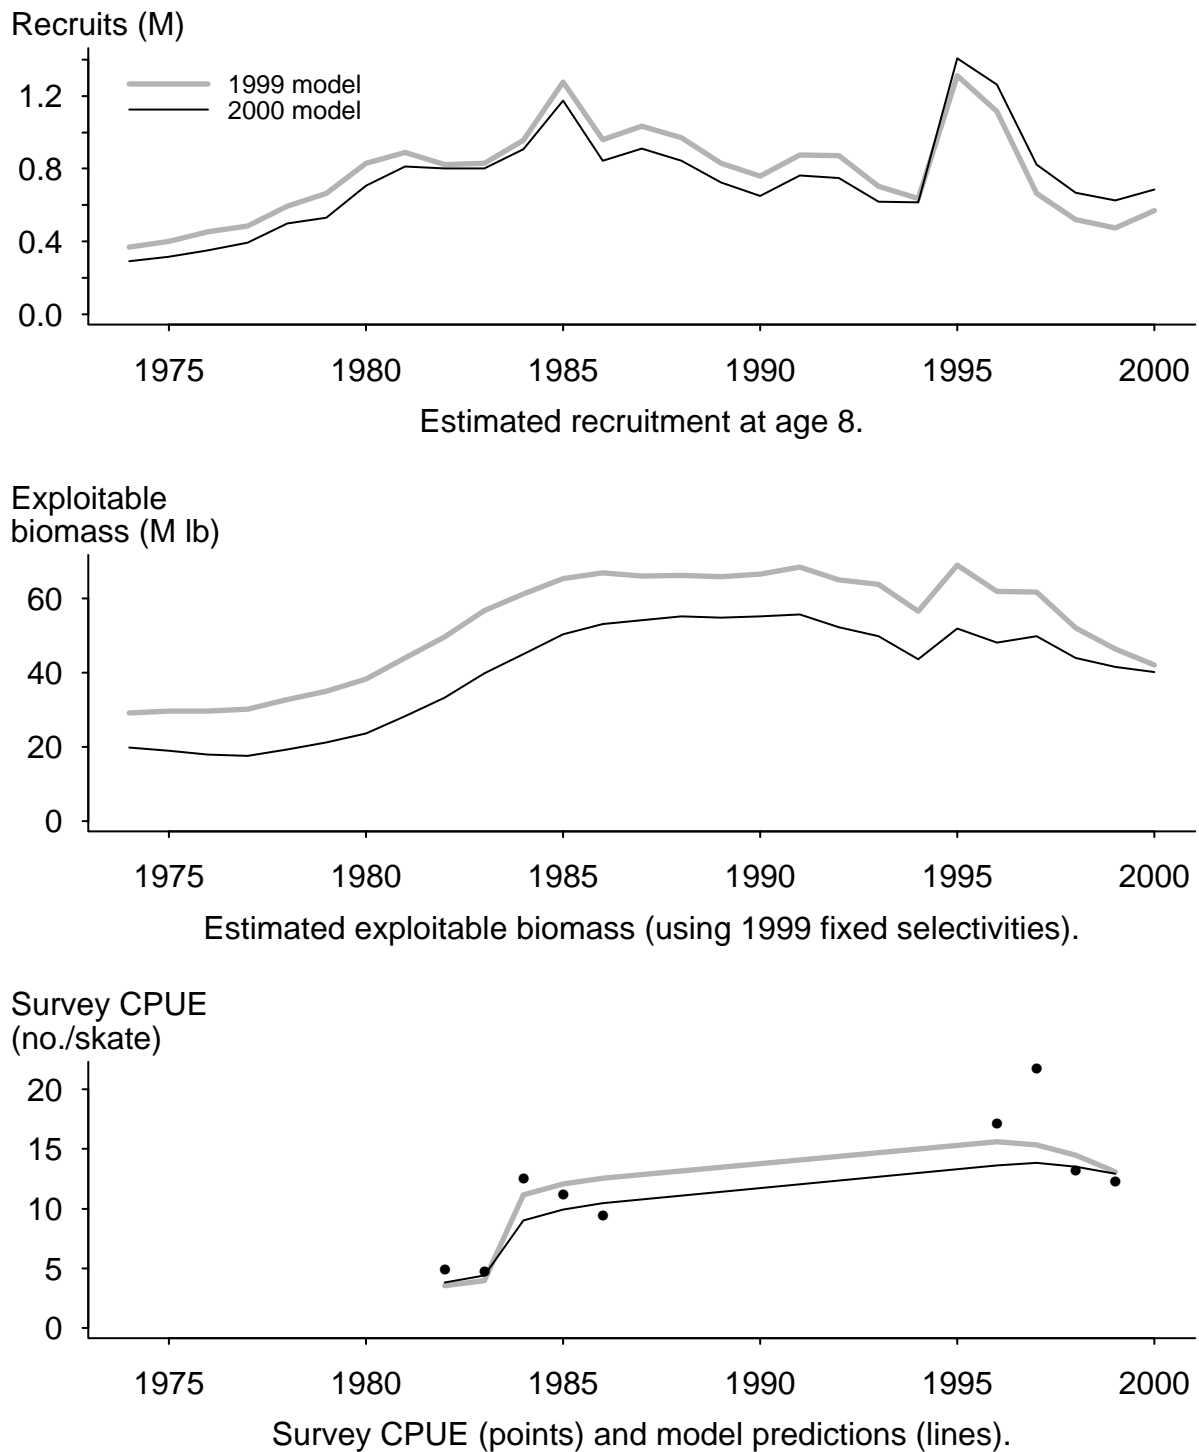 Recruits (M)
1999 model
2000 model
1.2
0.8
0.4
0.0
1975 1980 1985 1990 1995 2000
Estimated recruitment at age 8.
Exploitable
biomass (M lb)
60
40
20
0
1975 1980 1985 1990 1995 2000
Estimated exploitable biomass (using 1999 fixed selectivities).
Survey CPUE
(no./skate)
20
15
10
5
0
1975 1980 1985 1990 1995 2000
Survey CPUE (points) and model predictions (lines).